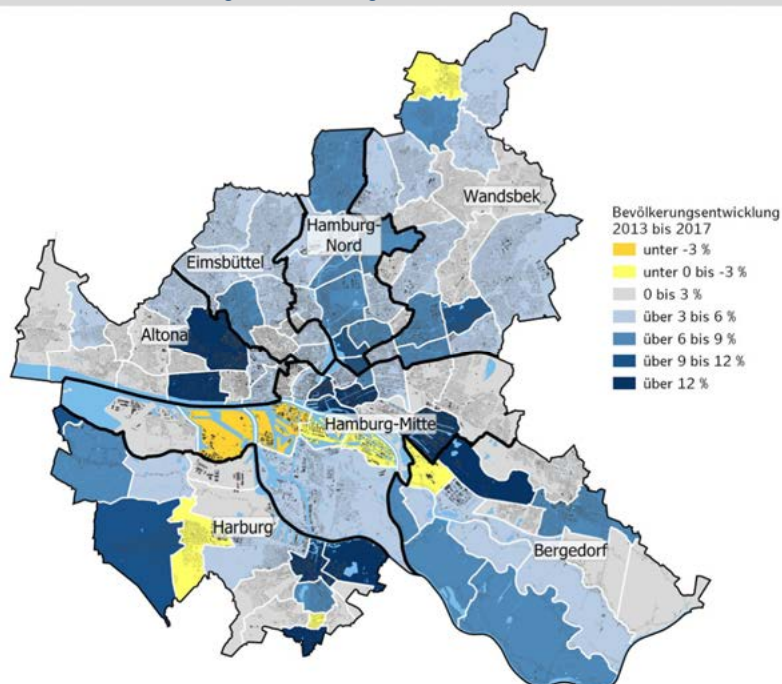 Wandsbek
Hamburg-
Nord
Eimsbüttel
Altona
Hamburg-Mitte
Harburg
Bergedorf
Bevölkerungsentwicklung
2013 bis 2017
unter -3 %
unter 0 bis -3 %
0 bis 3 %
über 3 bis 6 %
über 6 bis 9 %
über 9 bis 12 %
über 12 %